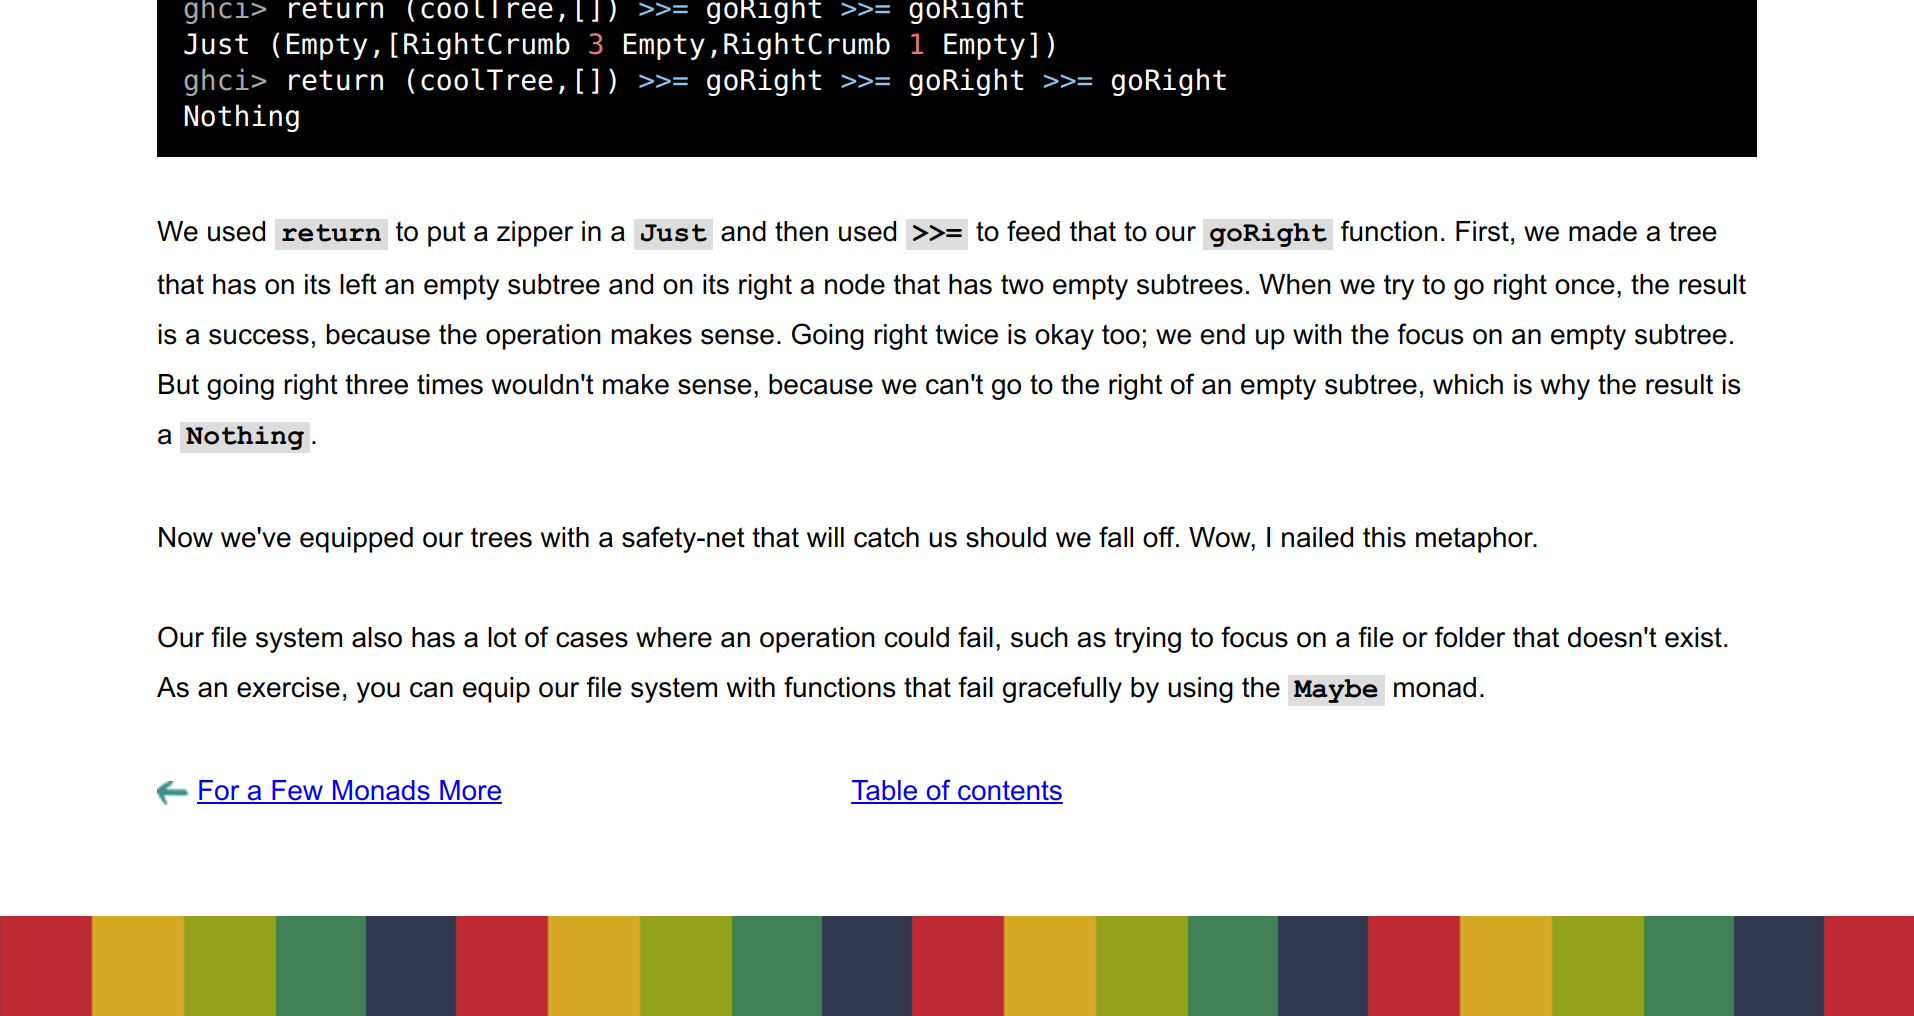 ghci> return (coolTree,[]) >>= goRight >>= goRight
Just (Empty,[RightCrumb 3 Empty,RightCrumb 1 Empty])
ghci> return (coolTree,[]) >>= goRight >>= goRight >>= goRight
Nothing
We used return to put a zipper in a Just and then used >>= to feed that to our goRight function. First, we made a tree
that has on its left an empty subtree and on its right a node that has two empty subtrees. When we try to go right once, the result
is a success, because the operation makes sense. Going right twice is okay too; we end up with the focus on an empty subtree.
But going right three times wouldn't make sense, because we can't go to the right of an empty subtree, which is why the result is
a Nothing.
Now we've equipped our trees with a safety-net that will catch us should we fall off. Wow, I nailed this metaphor.
Our file system also has a lot of cases where an operation could fail, such as trying to focus on a file or folder that doesn't exist.
As an exercise, you can equip our file system with functions that fail gracefully by using the Maybe monad.
For a Few Monads More
Table of contents